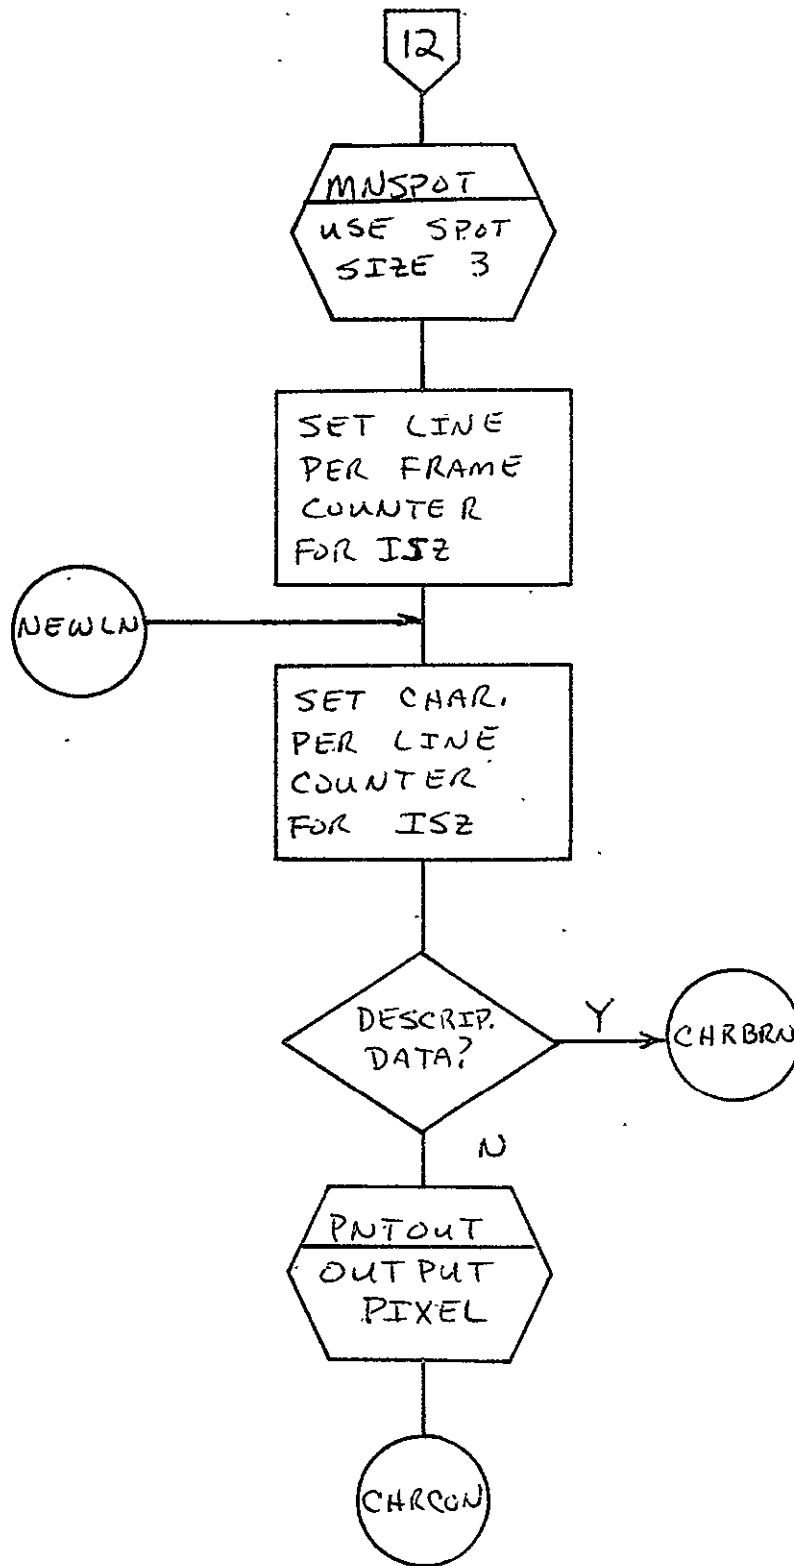 12
MNSPOT
USE SPOT
SIZE 3
SET LINE
PER FRAME
COUNTER
FOR ISZ
NEWLN
SET CHAR.
PER LINE
COUNTER
FOR ISZ
DESCRIP.
DATA?
Y
CHRBRN
N
PNTOUT
OUTPUT
PIXEL
CHRCON